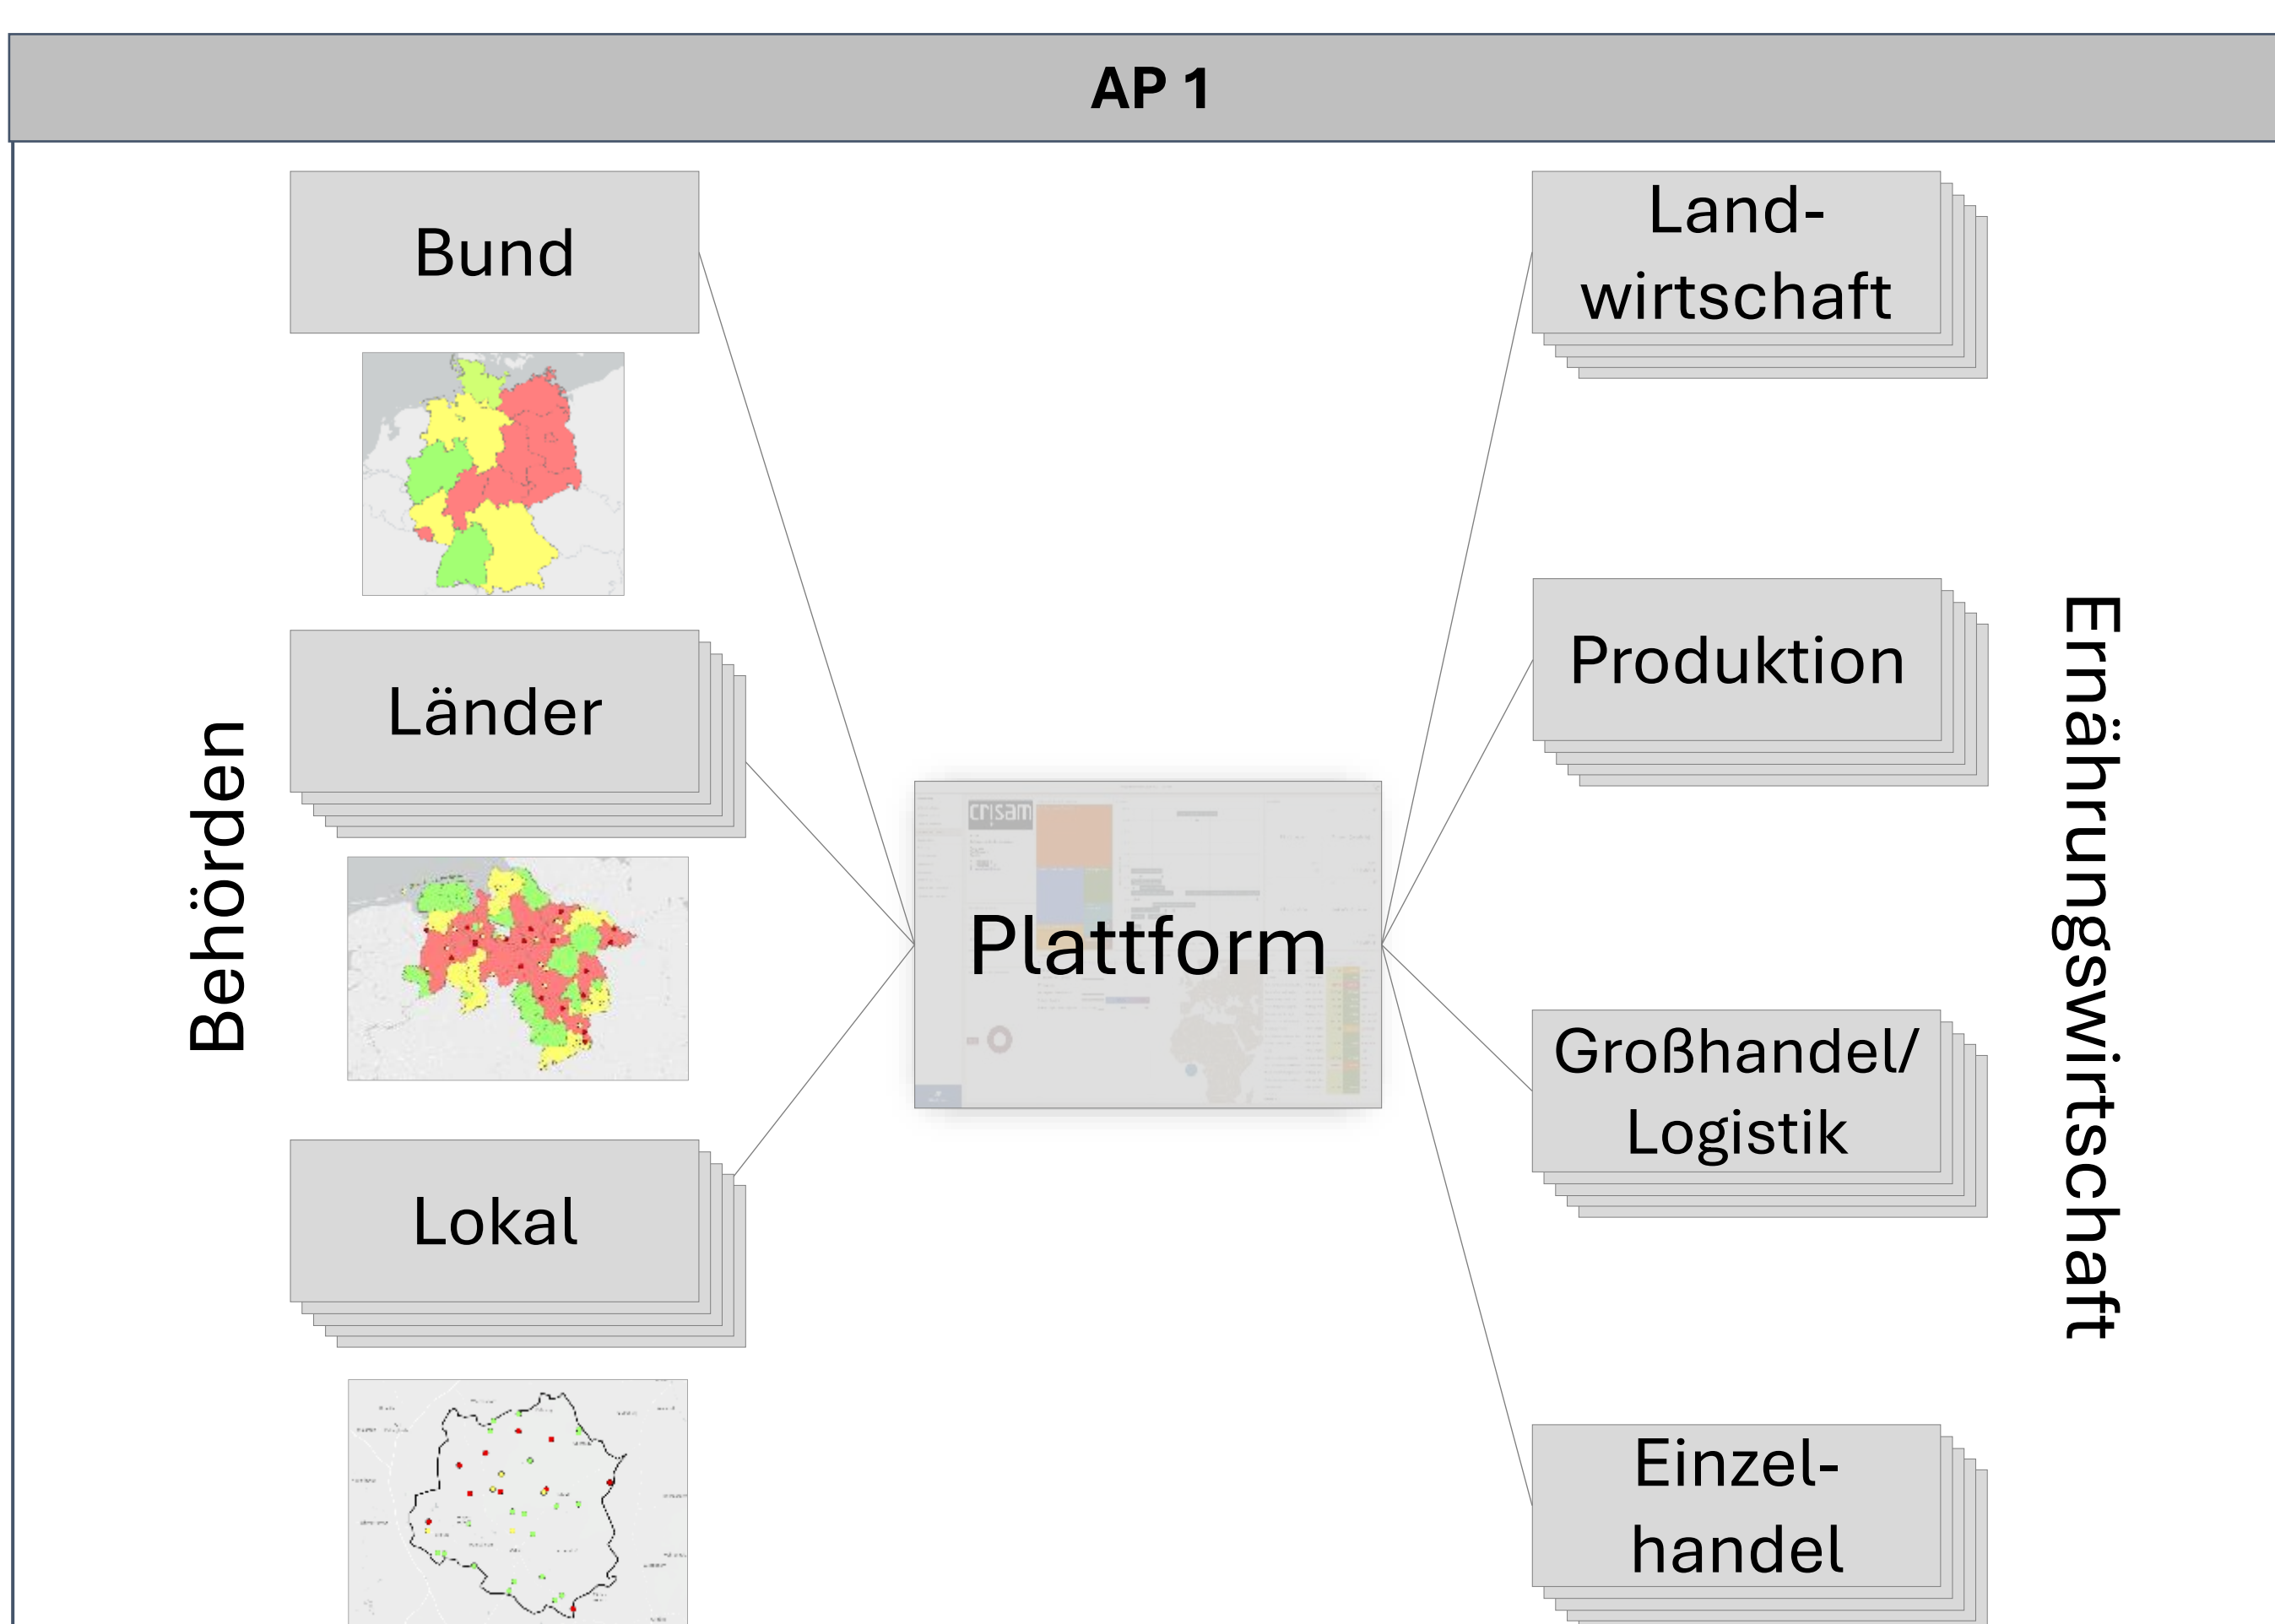 AP 1
Bund
Länder
Lokal
Behörden
crisam
Plattform
Land-
wirtschaft
Produktion
Großhandel/
Logistik
Einzel-
handel
Ernährungswirtschaft